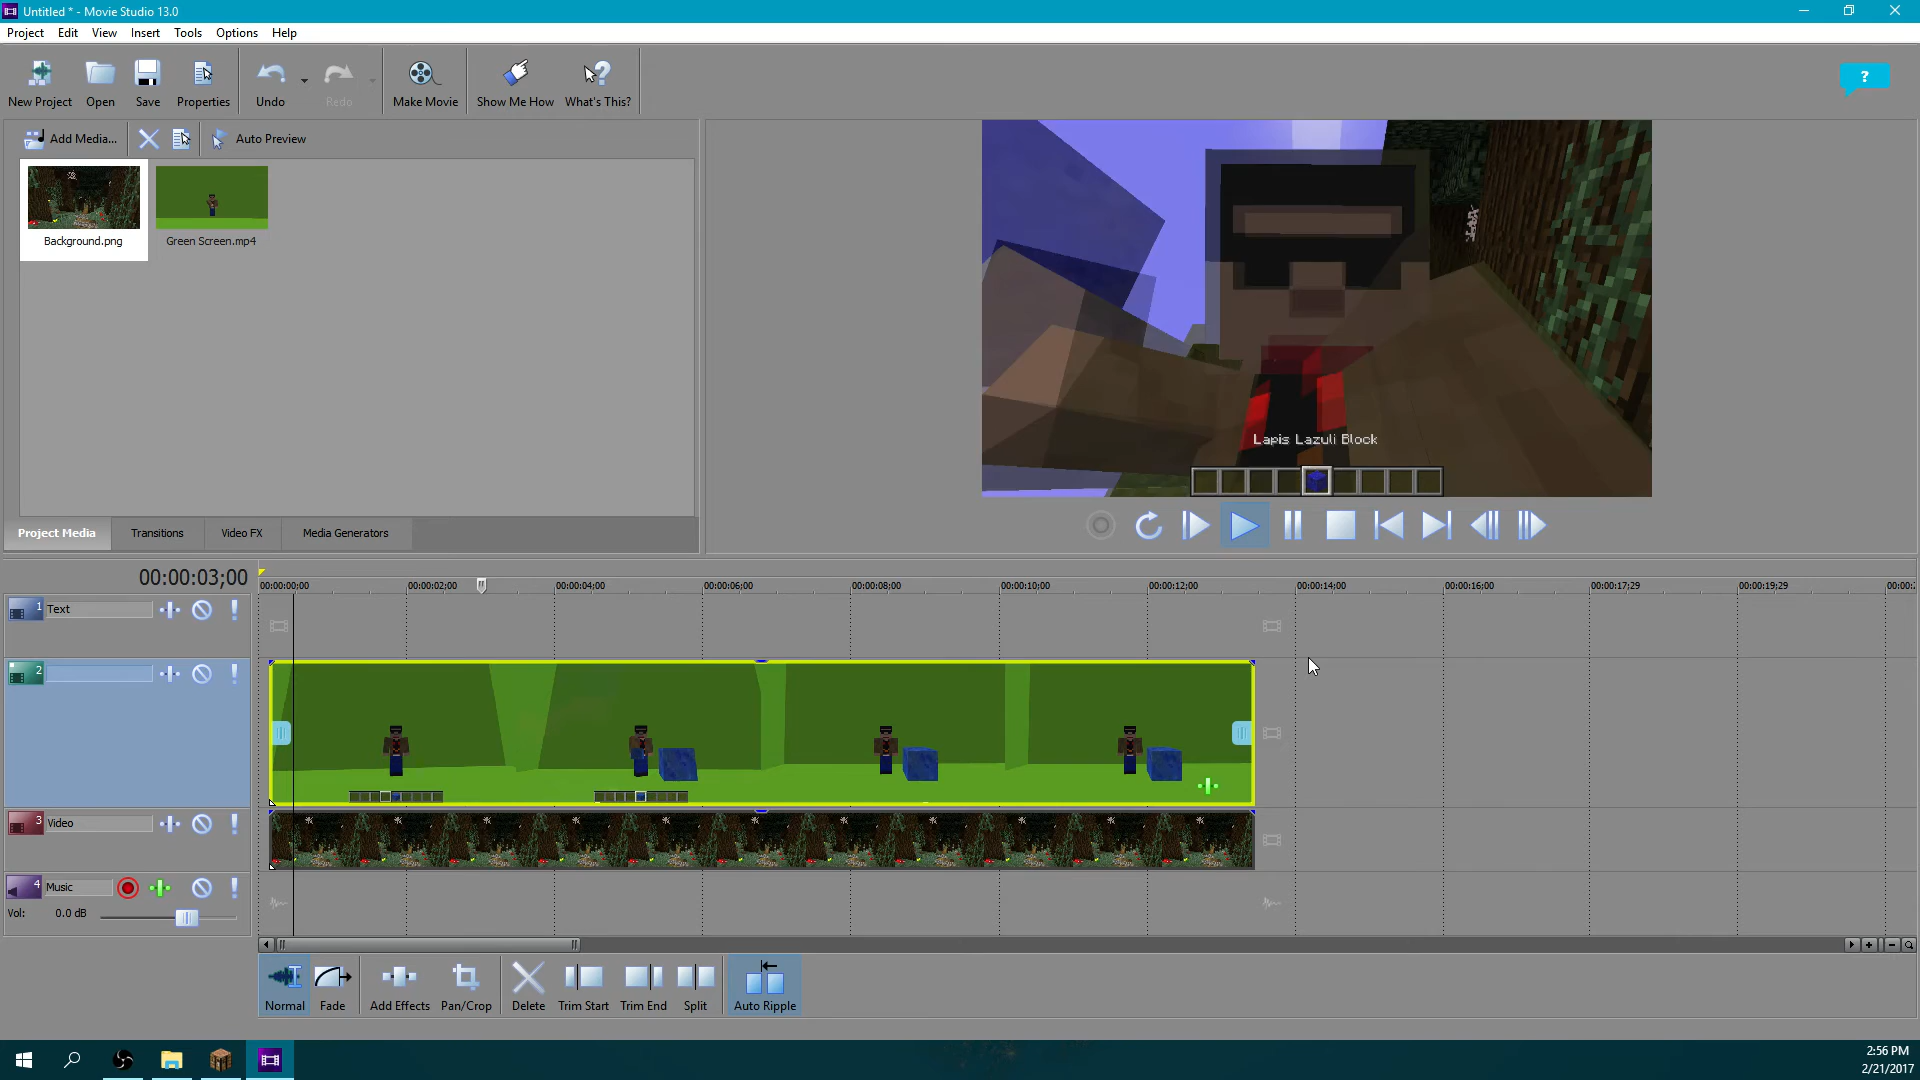 Untitled * - Movie Studio 13.0
Project Edit View Insert Tools Options Help
New Project Open Save Properties Undo Redo Make Movie Show Me How What's This?
?
Add Media... Auto Preview
Background.png Green Screen.mp4
Lapis Lazuli Block
Project Media Transitions Video FX Media Generators
00:00:03;00
00:00:00;00 00:00:02;00 00:00:04;00 00:00:06;00 00:00:08;00 00:00:10;00 00:00:12;00 00:00:14;00 00:00:16;00 00:00:17;29 00:00:19;29 00:00:2
1 Text
2
3 Video
4 Music
Vol: 0.0 dB
Normal Fade Add Effects Pan/Crop Delete Trim Start Trim End Split Auto Ripple
2:56 PM
2/21/2017